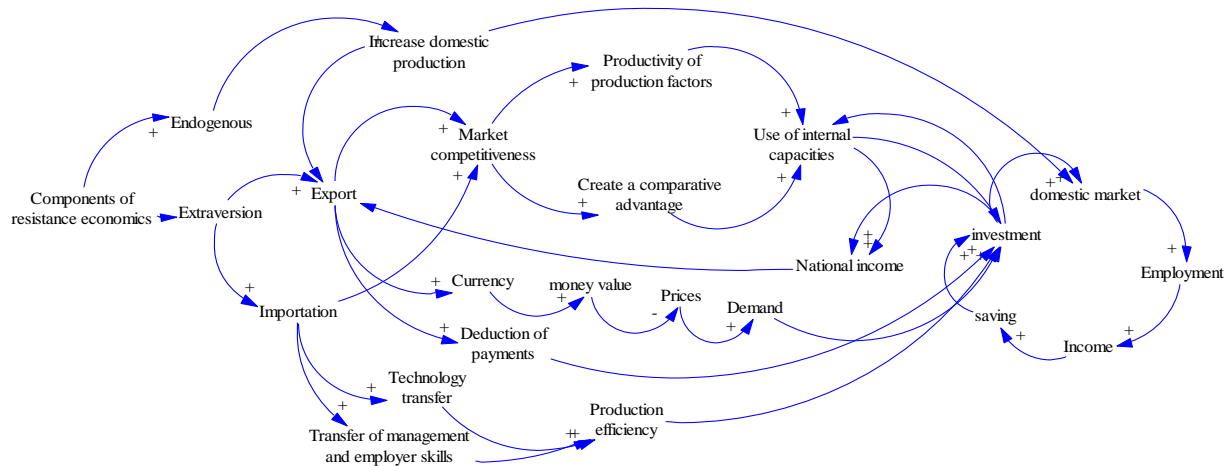 Increase domestic
production
Productivity of
production factors
Endogenous
Market
competitiveness
Use of internal
capacities
Components of
resistance economics
Extraversion
Export
Create a comparative
advantage
domestic market
investment
National income
Employment
Importation
Currency
money value
Prices
Demand
saving
Deduction of
payments
Income
Technology
transfer
Production
efficiency
Transfer of management
and employer skills